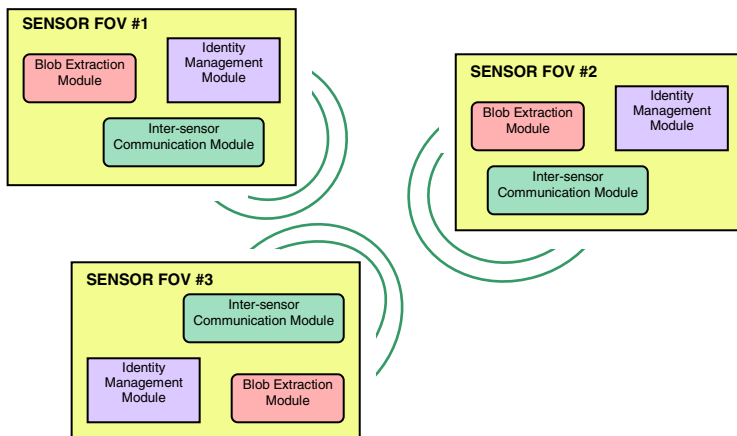 SENSOR FOV #1
Blob Extraction
Module
Identity
Management
Module
Inter-sensor
Communication Module
SENSOR FOV #2
Blob Extraction
Module
Identity
Management
Module
Inter-sensor
Communication Module
SENSOR FOV #3
Inter-sensor
Communication Module
Identity
Management
Module
Blob Extraction
Module